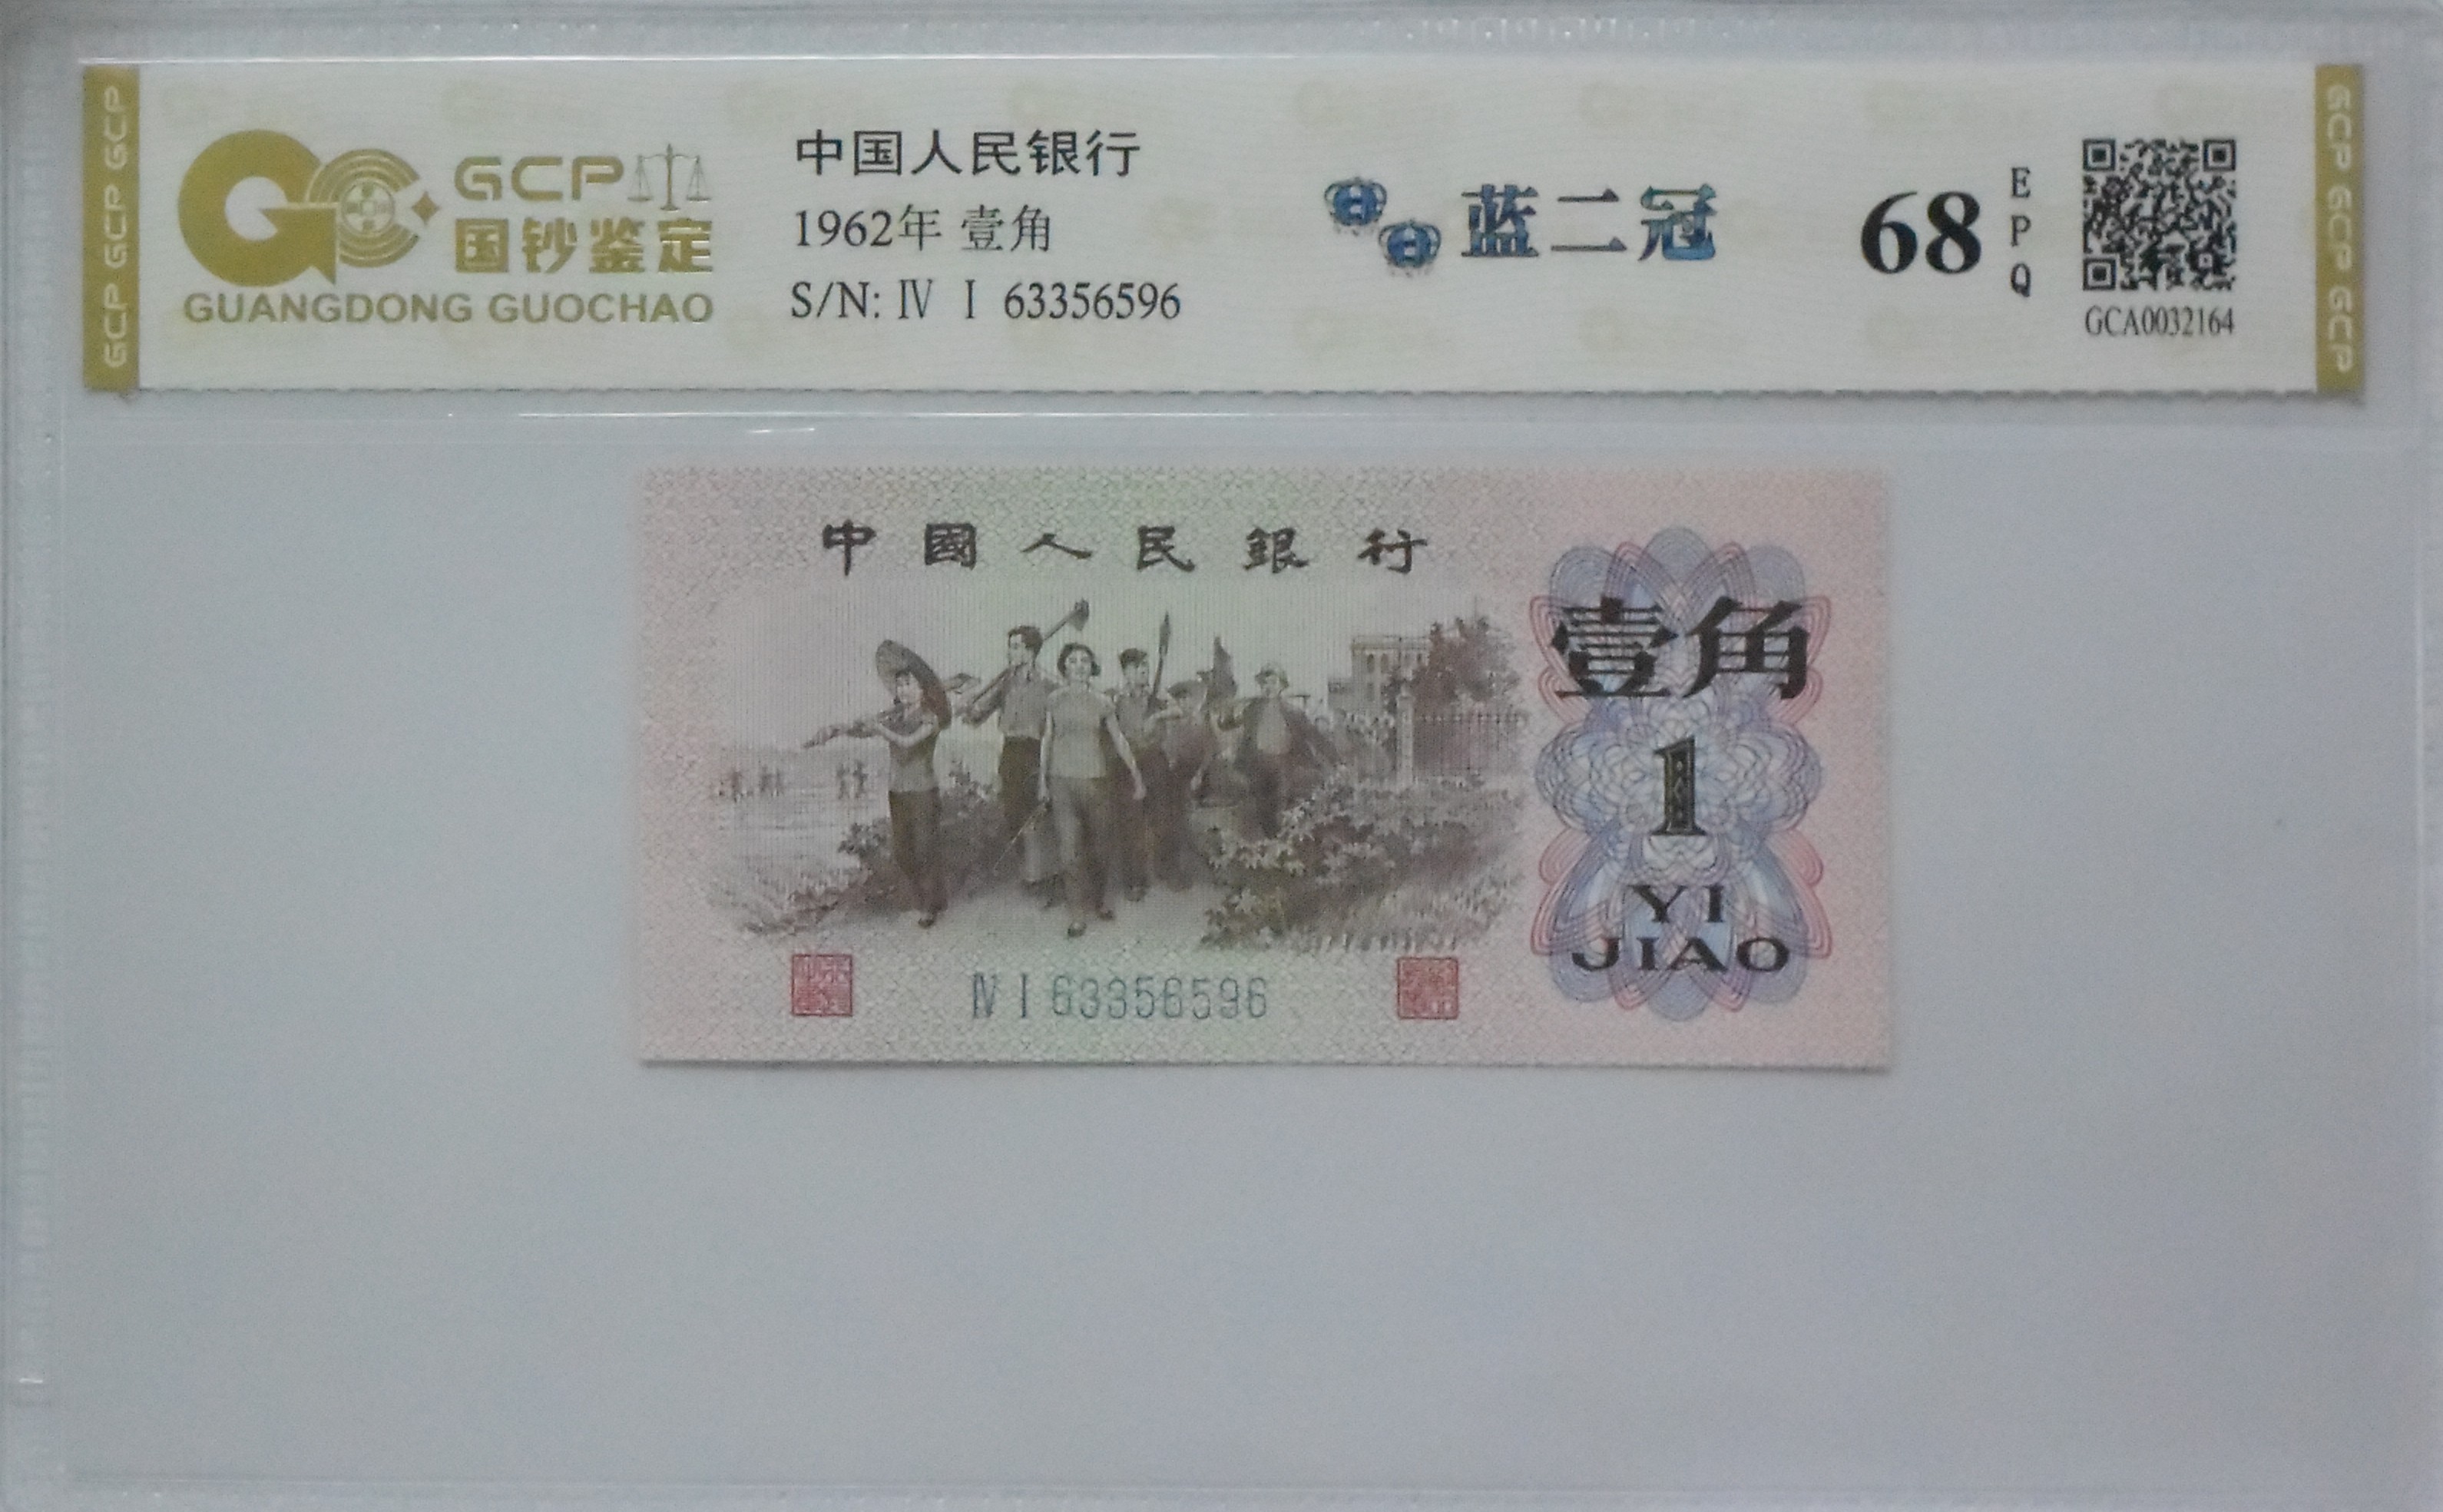 GCP GCP GCP
GCP
国钞鉴定
GUANGDONG GUOCHAO
中国人民银行
1962年 壹角
S/N: Ⅳ Ⅰ 63356596
蓝二冠
68
EPQ
GCA0032164
GCP GCP GCP
中國人民銀行
壹角
1
YI
JIAO
Ⅳ Ⅰ 63356596